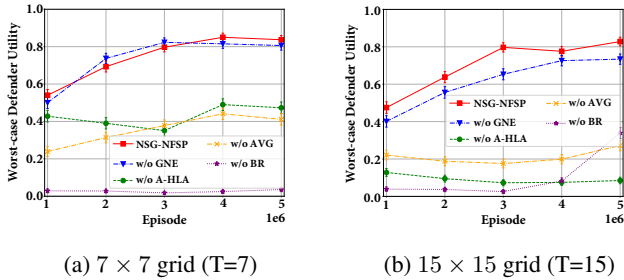 Worst-case Defender Utility
1.0
0.8
0.6
0.4
0.2
0.0
NSG-NFSP
w/o GNE
w/o A-HLA
w/o AVG
w/o BR
1 2 3 4 5
Episode
1e6
(a) 7 × 7 grid (T=7)
Worst-case Defender Utility
1.0
0.8
0.6
0.4
0.2
0.0
NSG-NFSP
w/o GNE
w/o A-HLA
w/o AVG
w/o BR
1 2 3 4 5
Episode
1e6
(b) 15 × 15 grid (T=15)